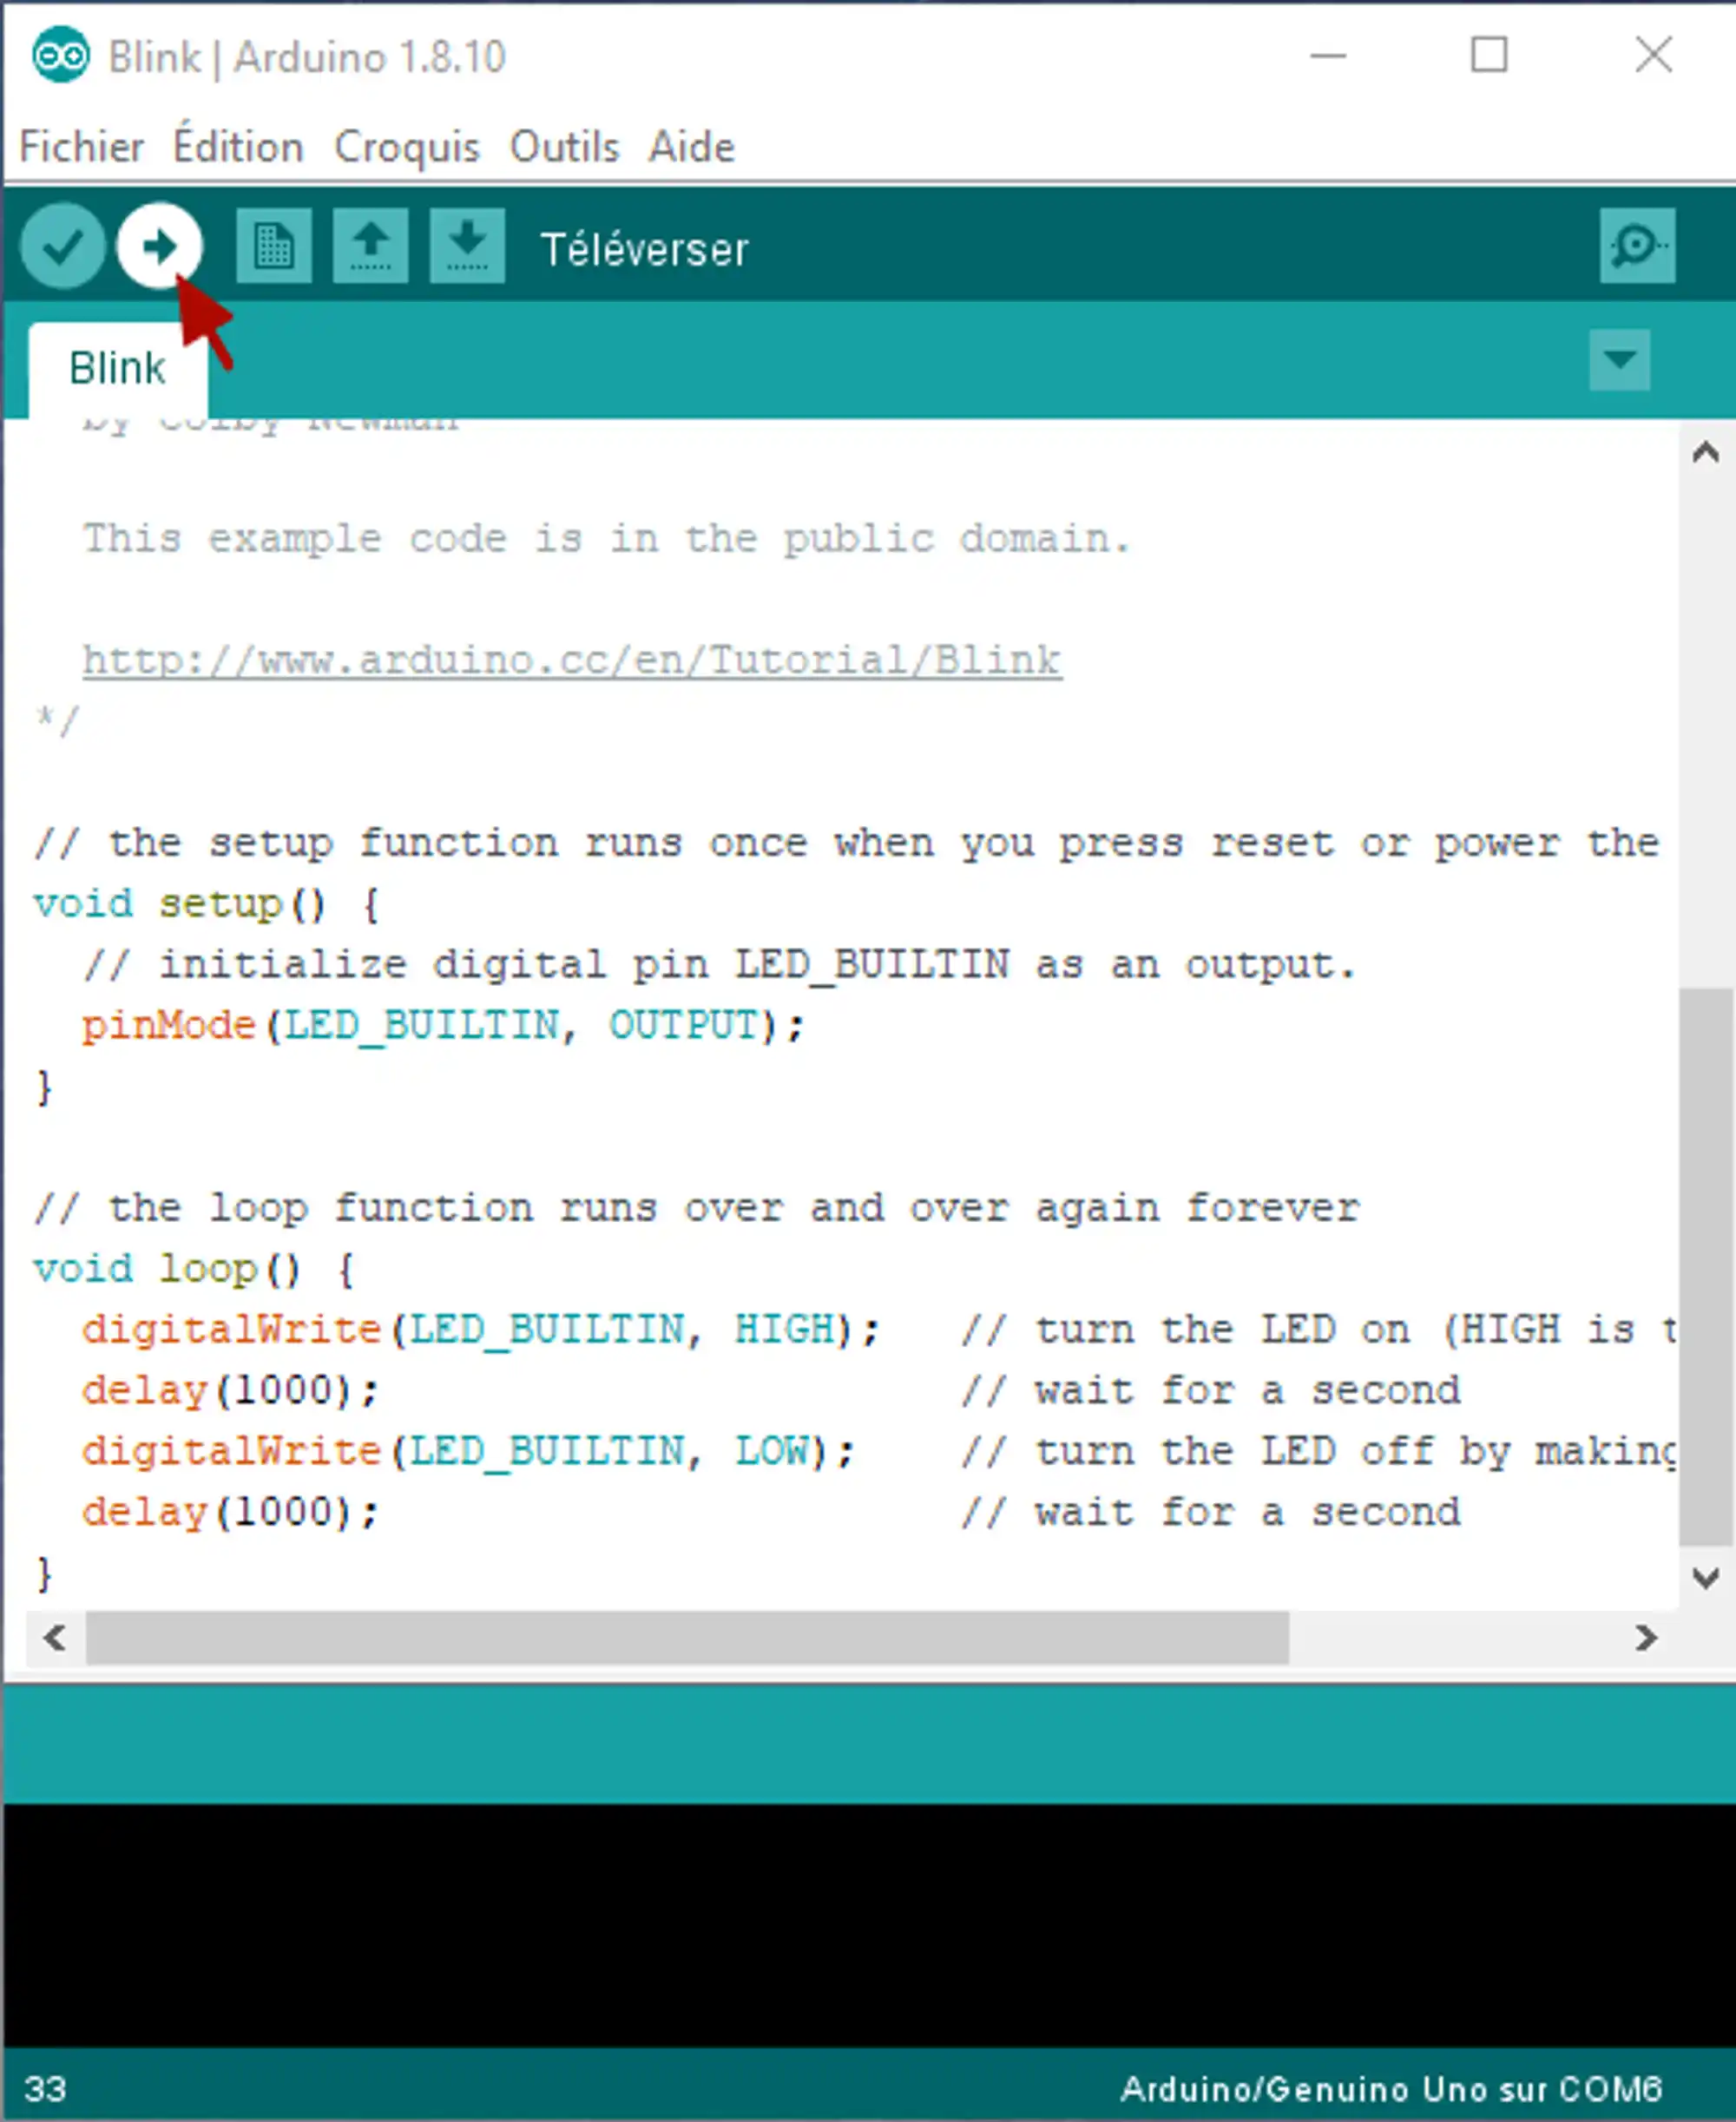 Blink | Arduino 1.8.10
Fichier Édition Croquis Outils Aide
Téléverser
Blink
by Colby Newman
This example code is in the public domain.
http://www.arduino.cc/en/Tutorial/Blink
*/
// the setup function runs once when you press reset or power the
void setup() {
  // initialize digital pin LED_BUILTIN as an output.
  pinMode(LED_BUILTIN, OUTPUT);
}
// the loop function runs over and over again forever
void loop() {
  digitalWrite(LED_BUILTIN, HIGH);   // turn the LED on (HIGH is t
  delay(1000);                       // wait for a second
  digitalWrite(LED_BUILTIN, LOW);    // turn the LED off by making
  delay(1000);                       // wait for a second
}
33
Arduino/Genuino Uno sur COM6